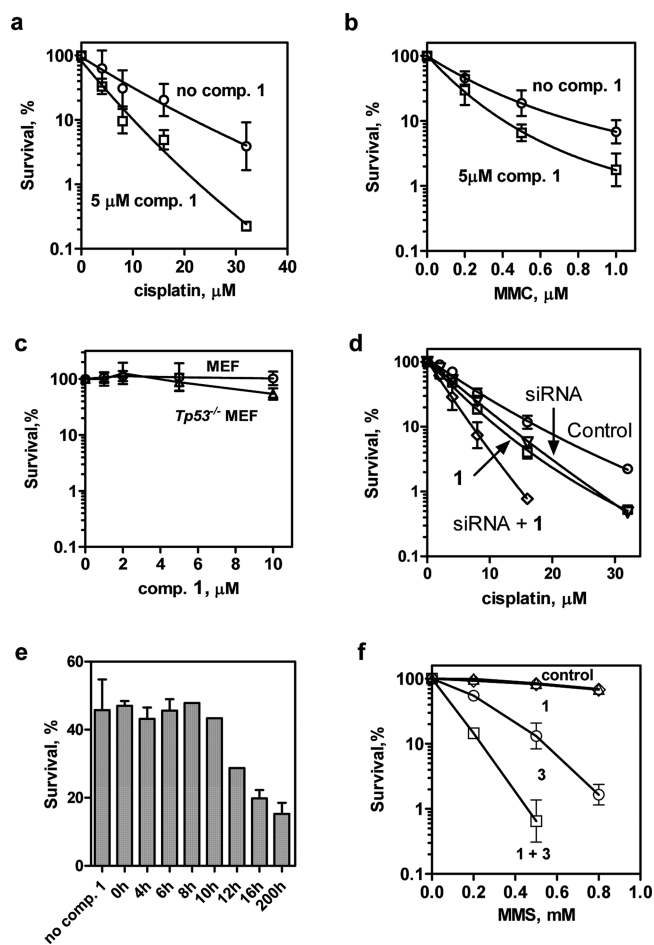 a
Survival, %
100
10
1
0.1
no comp. 1
5 μM comp. 1
0 10 20 30 40
cisplatin, μM
b
Survival, %
100
10
1
0.1
no comp. 1
5μM comp. 1
0.0 0.2 0.4 0.6 0.8 1.0
MMC, μM
c
Survival,%
100
10
1
0.1
MEF
Tp53-/- MEF
0 2 4 6 8 10
comp. 1, μM
d
Survival,%
100
10
1
0.1
siRNA
Control
1
siRNA + 1
0 10 20 30
cisplatin, μM
e
Survival, %
60
40
20
0
no comp. 1
0h
4h
6h
8h
10h
12h
16h
200h
f
Survival, %
100
10
1
0.1
control
1
3
1 + 3
0.0 0.2 0.4 0.6 0.8 1.0
MMS, mM